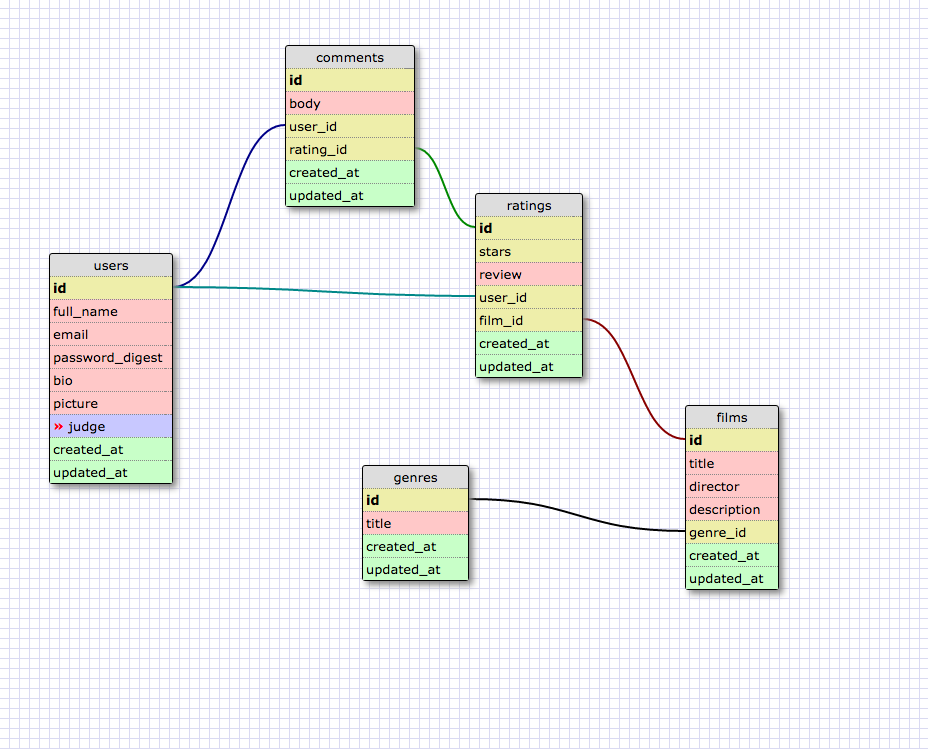 comments
id
body
user_id
rating_id
created_at
updated_at
ratings
id
stars
review
user_id
film_id
created_at
updated_at
users
id
full_name
email
password_digest
bio
picture
» judge
created_at
updated_at
films
id
title
director
description
genre_id
created_at
updated_at
genres
id
title
created_at
updated_at